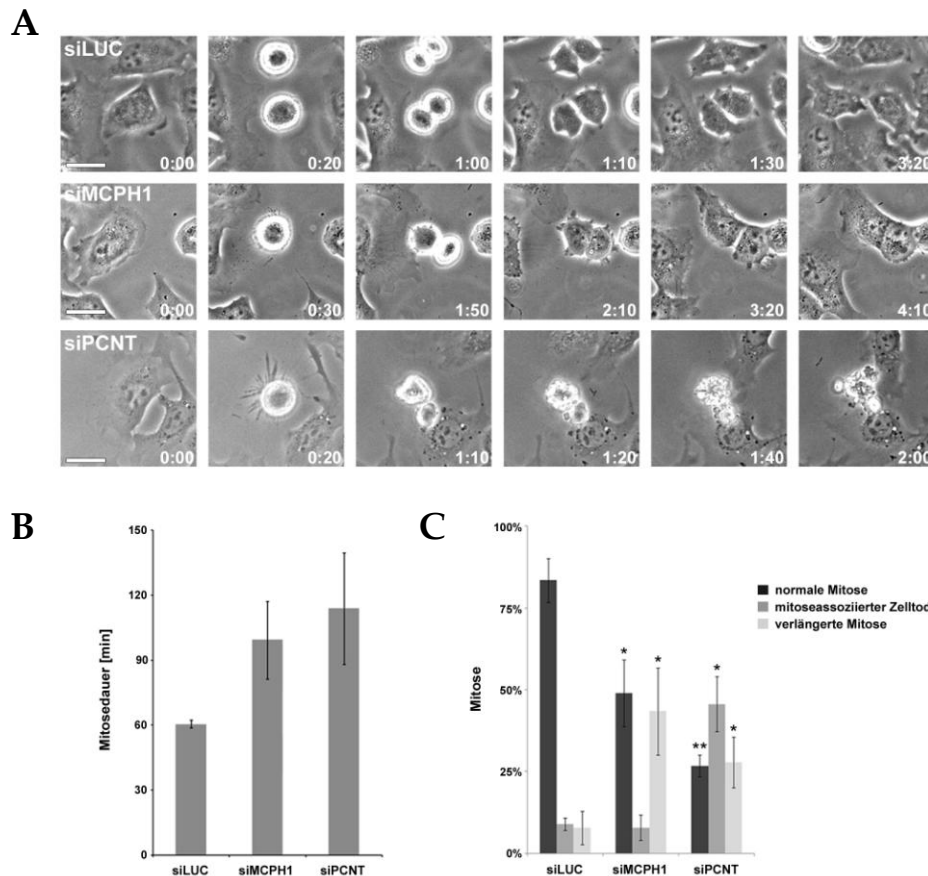 A
siLUC
0:00 0:20 1:00 1:10 1:30 3:20
siMCPH1
0:00 0:30 1:50 2:10 3:20 4:10
siPCNT
0:00 0:20 1:10 1:20 1:40 2:00
B
150
120
90
60
30
0
Mitosedauer [min]
siLUC siMCPH1 siPCNT
C
100%
75%
50%
25%
0%
Mitose
* * ** * *
siLUC siMCPH1 siPCNT
normale Mitose
mitoseassoziierter Zelltod
verlängerte Mitose